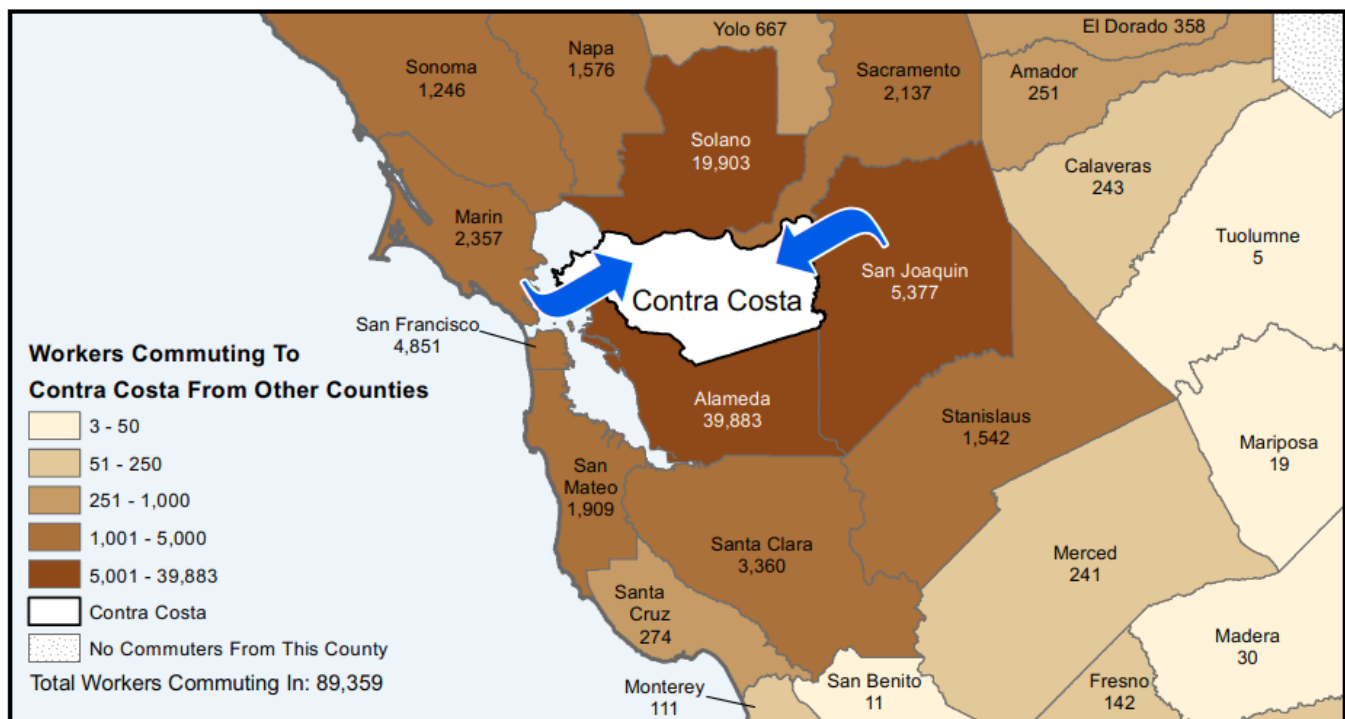 Yolo 667
El Dorado 358
Napa
1,576
Sonoma
1,246
Sacramento
2,137
Amador
251
Solano
19,903
Calaveras
243
Marin
2,357
Tuolumne
5
San Joaquin
5,377
Contra Costa
San Francisco
4,851
Workers Commuting To
Contra Costa From Other Counties
3 - 50
51 - 250
251 - 1,000
1,001 - 5,000
5,001 - 39,883
Contra Costa
No Commuters From This County
Total Workers Commuting In: 89,359
Alameda
39,883
Stanislaus
1,542
Mariposa
19
San
Mateo
1,909
Santa Clara
3,360
Merced
241
Santa
Cruz
274
Madera
30
Monterey
111
San Benito
11
Fresno
142